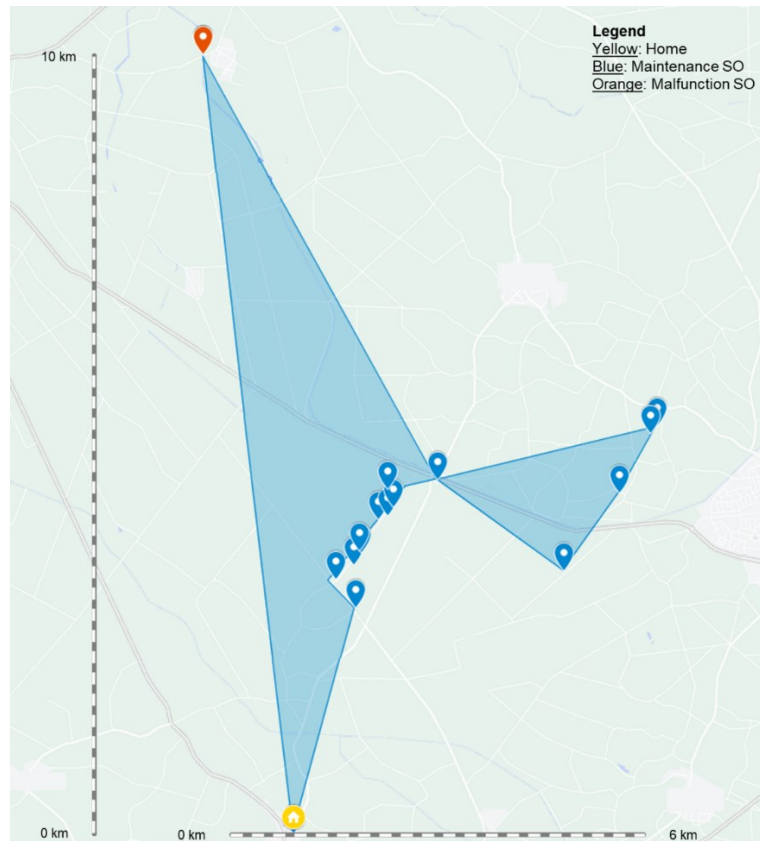 Legend
Yellow: Home
Blue: Maintenance SO
Orange: Malfunction SO
10 km
0 km
0 km
6 km